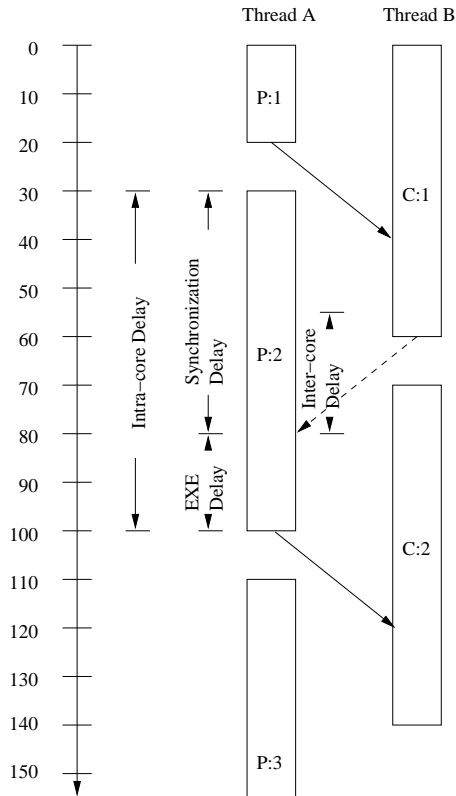 Thread A
Thread B
0
10
20
30
40
50
60
70
80
90
100
110
120
130
140
150
P:1
C:1
Intra-core Delay
Synchronization
Delay
P:2
Inter-core
Delay
EXE
Delay
C:2
P:3